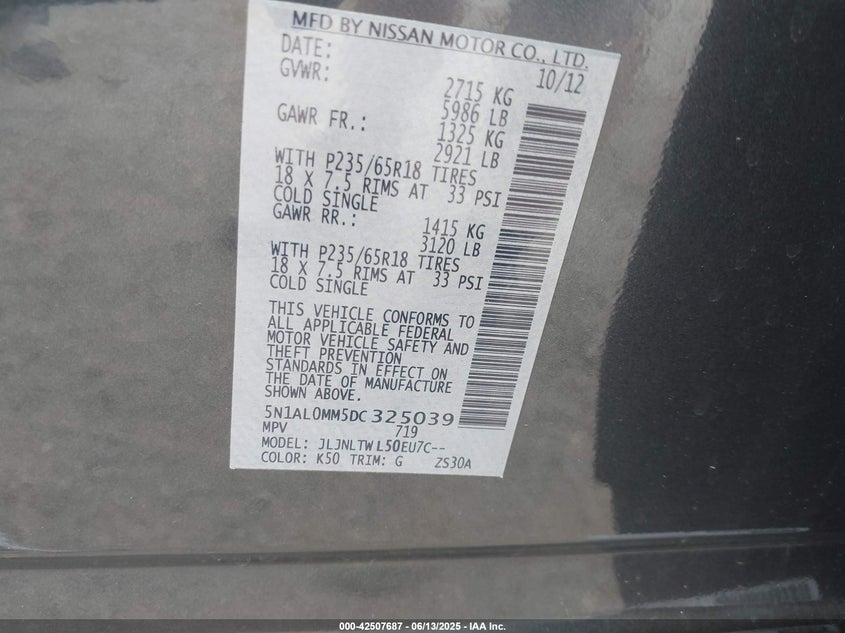 MFD BY NISSAN MOTOR CO., LTD.
DATE: 10/12
GVWR: 2715 KG
5986 LB
GAWR FR.: 1325 KG
2921 LB
WITH P235/65R18 TIRES
18 X 7.5 RIMS AT 33 PSI
COLD SINGLE
GAWR RR.: 1415 KG
3120 LB
WITH P235/65R18 TIRES
18 X 7.5 RIMS AT 33 PSI
COLD SINGLE
THIS VEHICLE CONFORMS TO
ALL APPLICABLE FEDERAL
MOTOR VEHICLE SAFETY AND
THEFT PREVENTION
STANDARDS IN EFFECT ON
THE DATE OF MANUFACTURE
SHOWN ABOVE.
5N1AL0MM5DC325039
MPV 719
MODEL: JLJNLTWL50EU7C--
COLOR: K50 TRIM: G ZS30A
000-42507687 - 06/13/2025 - IAA Inc.